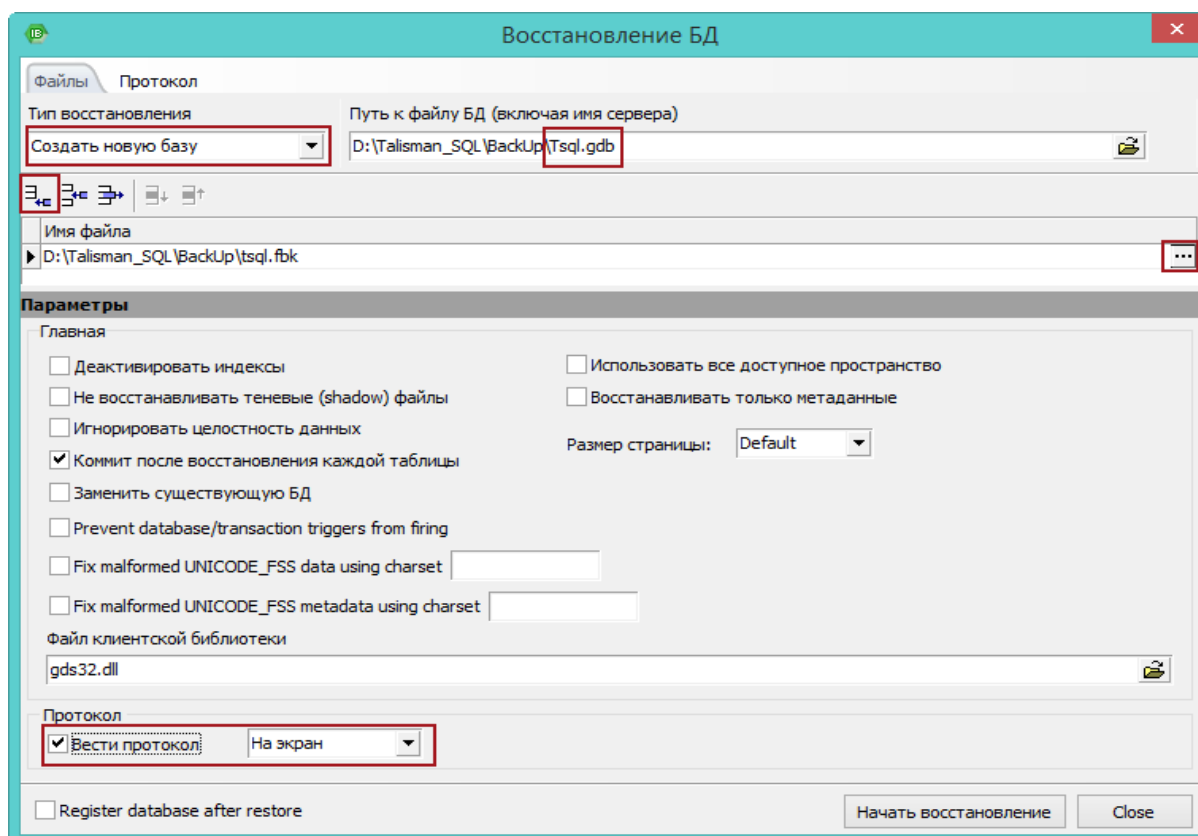 Восстановление БД
Файлы Протокол
Тип восстановления Путь к файлу БД (включая имя сервера)
Создать новую базу D:\Talisman_SQL\BackUp\Tsql.gdb
Имя файла
D:\Talisman_SQL\BackUp\tsql.fbk
Параметры
Главная
Деактивировать индексы Использовать все доступное пространство
Не восстанавливать теневые (shadow) файлы Восстанавливать только метаданные
Игнорировать целостность данных
Размер страницы: Default
Коммит после восстановления каждой таблицы
Заменить существующую БД
Prevent database/transaction triggers from firing
Fix malformed UNICODE_FSS data using charset
Fix malformed UNICODE_FSS metadata using charset
Файл клиентской библиотеки
gds32.dll
Протокол
Вести протокол На экран
Register database after restore Начать восстановление Close